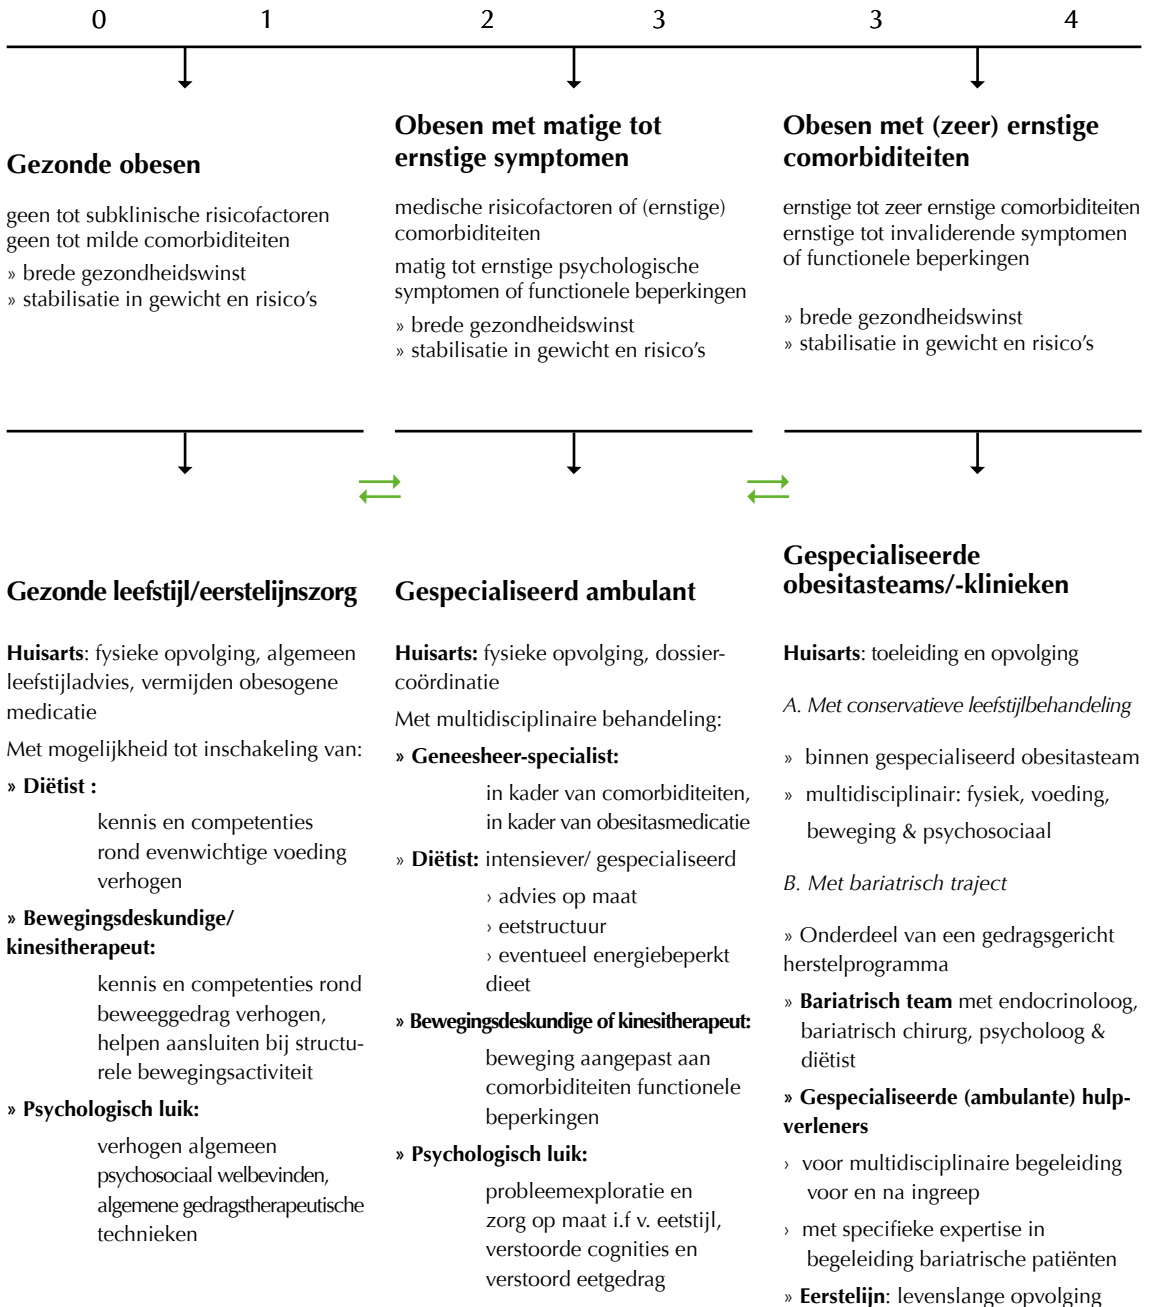 0 1 2 3 3 4
Gezonde obesen
geen tot subklinische risicofactoren
geen tot milde comorbiditeiten
» brede gezondheidswinst
» stabilisatie in gewicht en risico's
Obesen met matige tot
ernstige symptomen
medische risicofactoren of (ernstige)
comorbiditeiten
matig tot ernstige psychologische
symptomen of functionele beperkingen
» brede gezondheidswinst
» stabilisatie in gewicht en risico's
Obesen met (zeer) ernstige
comorbiditeiten
ernstige tot zeer ernstige comorbiditeiten
ernstige tot invaliderende symptomen
of functionele beperkingen
» brede gezondheidswinst
» stabilisatie in gewicht en risico's
Gezonde leefstijl/eerstelijnszorg
Huisarts: fysieke opvolging, algemeen
leefstijladvies, vermijden obesogene
medicatie
Met mogelijkheid tot inschakeling van:
» Diëtist :
kennis en competenties
rond evenwichtige voeding
verhogen
» Bewegingsdeskundige/
kinesitherapeut:
kennis en competenties rond
beweeggedrag verhogen,
helpen aansluiten bij structu-
rele bewegingsactiviteit
» Psychologisch luik:
verhogen algemeen
psychosociaal welbevinden,
algemene gedragstherapeutische
technieken
Gespecialiseerd ambulant
Huisarts: fysieke opvolging, dossier-
coördinatie
Met multidisciplinaire behandeling:
» Geneesheer-specialist:
in kader van comorbiditeiten,
in kader van obesitasmedicatie
» Diëtist: intensiever/ gespecialiseerd
› advies op maat
› eetstructuur
› eventueel energiebeperkt
dieet
» Bewegingsdeskundige of kinesitherapeut:
beweging aangepast aan
comorbiditeiten functionele
beperkingen
» Psychologisch luik:
probleemexploratie en
zorg op maat i.f v. eetstijl,
verstoorde cognities en
verstoord eetgedrag
Gespecialiseerde
obesitasteams/-klinieken
Huisarts: toeleiding en opvolging
A. Met conservatieve leefstijlbehandeling
» binnen gespecialiseerd obesitasteam
» multidisciplinair: fysiek, voeding,
beweging & psychosociaal
B. Met bariatrisch traject
» Onderdeel van een gedragsgericht
herstelprogramma
» Bariatrisch team met endocrinoloog,
bariatrisch chirurg, psycholoog &
diëtist
» Gespecialiseerde (ambulante) hulp-
verleners
› voor multidisciplinaire begeleiding
voor en na ingreep
› met specifieke expertise in
begeleiding bariatrische patiënten
» Eerstelijn: levenslange opvolging